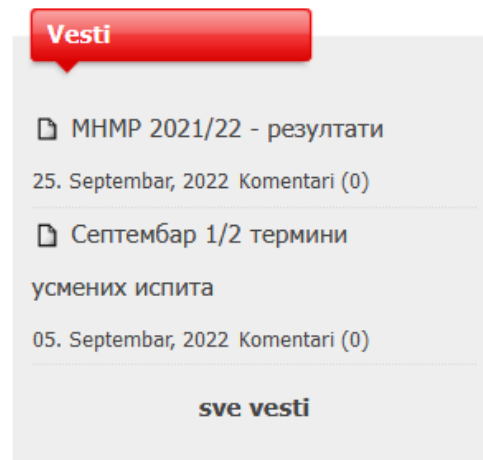 Vesti
МНМР 2021/22 - резултати
25. Septembar, 2022 Komentari (0)
Септембар 1/2 термини
усмених испита
05. Septembar, 2022 Komentari (0)
sve vesti